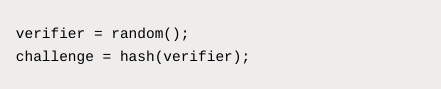 verifier = random();
challenge = hash(verifier);